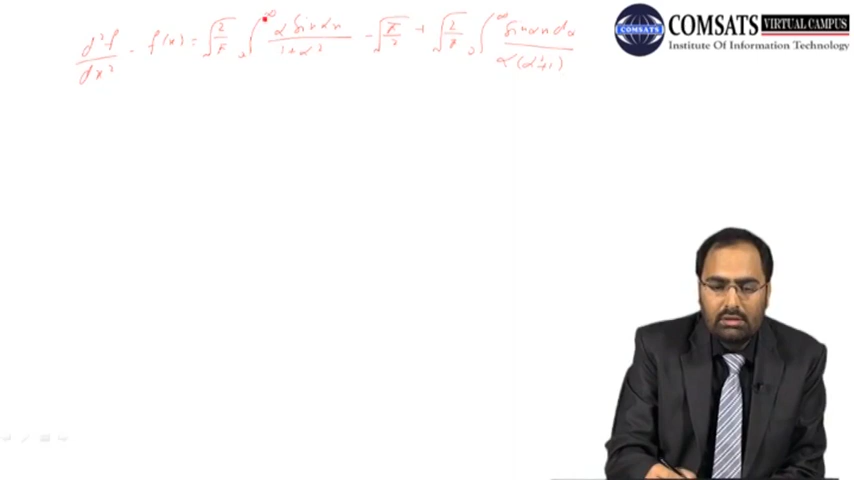 d²f/dx² - f(x) = √(2/π) ∫₀^∞ α sin αx / 1+α² - √(π/2) + √(2/π) ∫₀^∞ sin αx dα / α(α²+1)
COMSATS
COMSATS VIRTUAL CAMPUS
Institute Of Information Technology